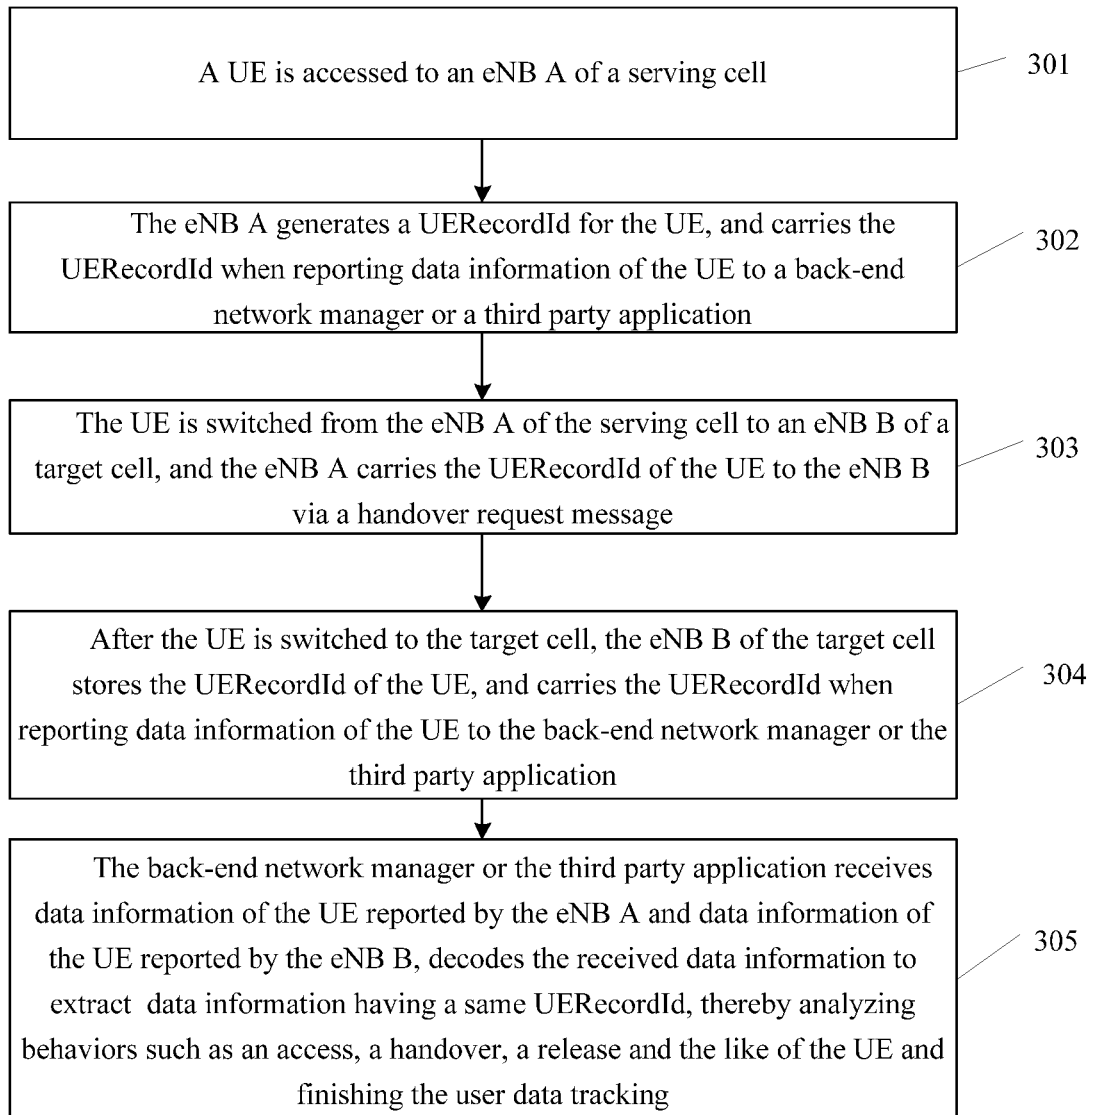 A UE is accessed to an eNB A of a serving cell
301
The eNB A generates a UERecordId for the UE, and carries the
UERecordId when reporting data information of the UE to a back-end
network manager or a third party application
302
The UE is switched from the eNB A of the serving cell to an eNB B of a
target cell, and the eNB A carries the UERecordId of the UE to the eNB B
via a handover request message
303
After the UE is switched to the target cell, the eNB B of the target cell
stores the UERecordId of the UE, and carries the UERecordId when
reporting data information of the UE to the back-end network manager or the
third party application
304
The back-end network manager or the third party application receives
data information of the UE reported by the eNB A and data information of
the UE reported by the eNB B, decodes the received data information to
extract data information having a same UERecordId, thereby analyzing
behaviors such as an access, a handover, a release and the like of the UE and
finishing the user data tracking
305